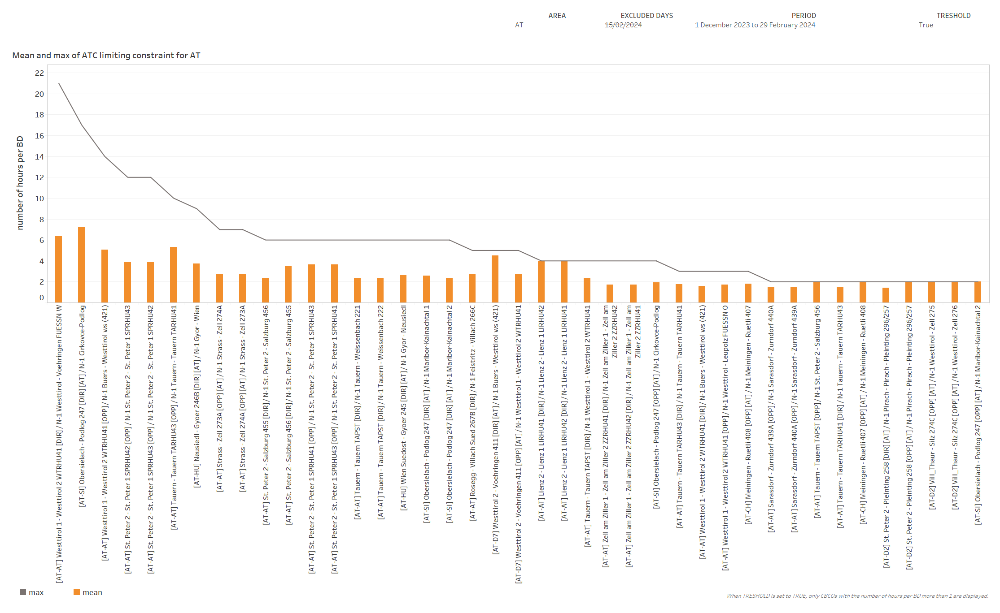 AREA
EXCLUDED DAYS
PERIOD
TRESHOLD
AT
15/02/2024
1 December 2023 to 29 February 2024
True
Mean and max of ATC limiting constraint for AT
number of hours per BD
22
20
18
16
14
12
10
8
6
4
2
0
[AT-AT] Westtirol 1 - Westtirol 2 WTRHU41 [DIR] / N-1 Westtirol - Voehringen FUESSN W
[AT-SI] Obersielach - Podlog 247 [DIR] [AT] / N-1 Cirkovce-Podlog
[AT-AT] Westtirol 1 - Westtirol 2 WTRHU41 [OPP] / N-1 Buers - Westtirol ws (421)
[AT-AT] St. Peter 2 - St. Peter 1 SPRHU42 [OPP] / N-1 St. Peter 2 - St. Peter 1 SPRHU43
[AT-AT] St. Peter 2 - St. Peter 1 SPRHU43 [OPP] / N-1 St. Peter 2 - St. Peter 1 SPRHU42
[AT-AT] Tauern - Tauern TARHU43 [OPP] / N-1 Tauern - Tauern TARHU41
[AT-HU] Neusiedl - Gyoer 246B [DIR] [AT] / N-1 Gyor - Wien
[AT-AT] Strass - Zell 273A [OPP] [AT] / N-1 Strass - Zell 274A
[AT-AT] Strass - Zell 274A [OPP] [AT] / N-1 Strass - Zell 273A
[AT-AT] St. Peter 2 - Salzburg 455 [DIR] / N-1 St. Peter 2 - Salzburg 456
[AT-AT] St. Peter 2 - Salzburg 456 [DIR] / N-1 St. Peter 2 - Salzburg 455
[AT-AT] St. Peter 2 - St. Peter 1 SPRHU41 [OPP] / N-1 St. Peter 2 - St. Peter 1 SPRHU43
[AT-AT] St. Peter 2 - St. Peter 1 SPRHU43 [OPP] / N-1 St. Peter 2 - St. Peter 1 SPRHU41
[AT-AT] Tauern - Tauern TAPST [DIR] / N-1 Tauern - Weissenbach 221
[AT-AT] Tauern - Tauern TAPST [DIR] / N-1 Tauern - Weissenbach 222
[AT-HU] Wien Suedost - Gyoer 245 [DIR] [AT] / N-1 Gyor - Neusiedl
[AT-SI] Obersielach - Podlog 247 [DIR] [AT] / N-1 Maribor-Kainachtal 1
[AT-SI] Obersielach - Podlog 247 [DIR] [AT] / N-1 Maribor-Kainachtal 2
[AT-AT] Rosegg - Villach Sued 267B [DIR] / N-1 Feistritz - Villach 266C
[AT-D7] Westtirol 2 - Voehringen 411 [DIR] [AT] / N-1 Buers - Westtirol ws (421)
[AT-D7] Westtirol 2 - Voehringen 411 [OPP] [AT] / N-1 Westtirol 1 - Westtirol 2 WTRHU41
[AT-AT] Lienz 2 - Lienz 1 LIRHU41 [DIR] / N-1 Lienz 2 - Lienz 1 LIRHU42
[AT-AT] Lienz 2 - Lienz 1 LIRHU42 [DIR] / N-1 Lienz 2 - Lienz 1 LIRHU41
[AT-AT] Tauern - Tauern TAPST [DIR] / N-1 Westtirol 1 - Westtirol 2 WTRHU41
[AT-AT] Zell am Ziller 1 - Zell am Ziller 2 ZZRHU41 [DIR] / N-1 Zell am Ziller 1 - Zell am
Ziller 2 ZZRHU42
[AT-AT] Zell am Ziller 1 - Zell am Ziller 2 ZZRHU42 [DIR] / N-1 Zell am Ziller 1 - Zell am
Ziller 2 ZZRHU41
[AT-SI] Obersielach - Podlog 247 [OPP] [AT] / N-1 Cirkovce-Podlog
[AT-AT] Tauern - Tauern TARHU43 [DIR] / N-1 Tauern - Tauern TARHU41
[AT-AT] Westtirol 1 - Westtirol 2 WTRHU41 [DIR] / N-1 Buers - Westtirol ws (421)
[AT-AT] Westtirol 1 - Westtirol 2 WTRHU41 [OPP] / N-1 Westtirol - Leupolz FUESSN O
[AT-CH] Meiningen - Ruetli 408 [OPP] [AT] / N-1 Meiningen - Ruetli 407
[AT-AT] Sarasdorf - Zurndorf 439A [OPP] / N-1 Sarasdorf - Zurndorf 440A
[AT-AT] Sarasdorf - Zurndorf 440A [OPP] / N-1 Sarasdorf - Zurndorf 439A
[AT-AT] Tauern - Tauern TAPST [OPP] / N-1 St. Peter 2 - Salzburg 456
[AT-AT] Tauern - Tauern TARHU41 [DIR] / N-1 Tauern - Tauern TARHU43
[AT-CH] Meiningen - Ruetli 407 [OPP] [AT] / N-1 Meiningen - Ruetli 408
[AT-D2] St. Peter 2 - Pleinting 258 [DIR] [AT] / N-1 Pirach - Pirach - Pleinting 296/257
[AT-D2] St. Peter 2 - Pleinting 258 [OPP] [AT] / N-1 Pirach - Pirach - Pleinting 296/257
[AT-D2] Vill_Thaur - Silz 274C [OPP] [AT] / N-1 Westtirol - Zell 275
[AT-D2] Vill_Thaur - Silz 274C [OPP] [AT] / N-1 Westtirol - Zell 276
[AT-SI] Obersielach - Podlog 247 [OPP] [AT] / N-1 Maribor-Kainachtal 2
max
mean
When TRESHOLD is set to TRUE, only CBCOs with the number of hours per BD more than 1 are displayed.